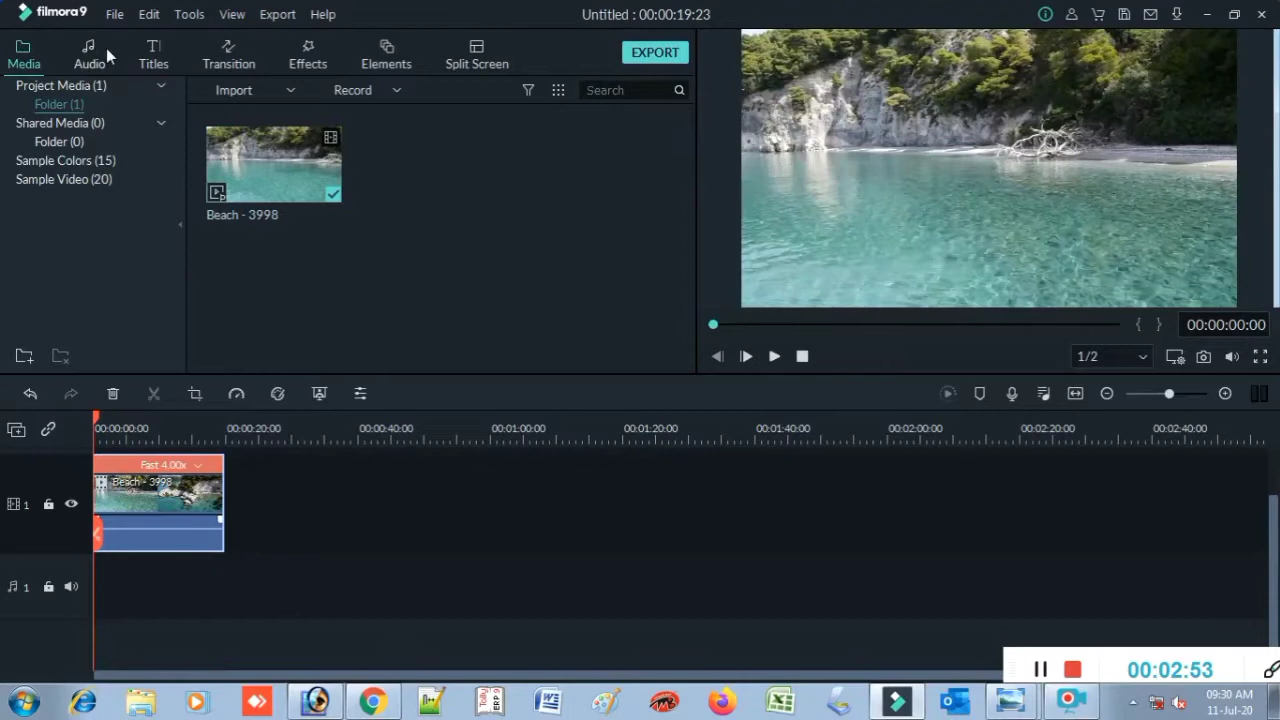 filmora9
File Edit Tools View Export Help
Untitled : 00:00:19:23
Media Audio Titles Transition Effects Elements Split Screen
EXPORT
Project Media (1)
Folder (1)
Shared Media (0)
Folder (0)
Sample Colors (15)
Sample Video (20)
Import Record Search
Beach - 3998
00:00:00:00
1/2
00:00:00:00 00:00:20:00 00:00:40:00 00:01:00:00 00:01:20:00 00:01:40:00 00:02:00:00 00:02:20:00 00:02:40:00
Fast 4.00x
Beach - 3998
1
1
00:02:53
09:30 AM
11-Jul-20